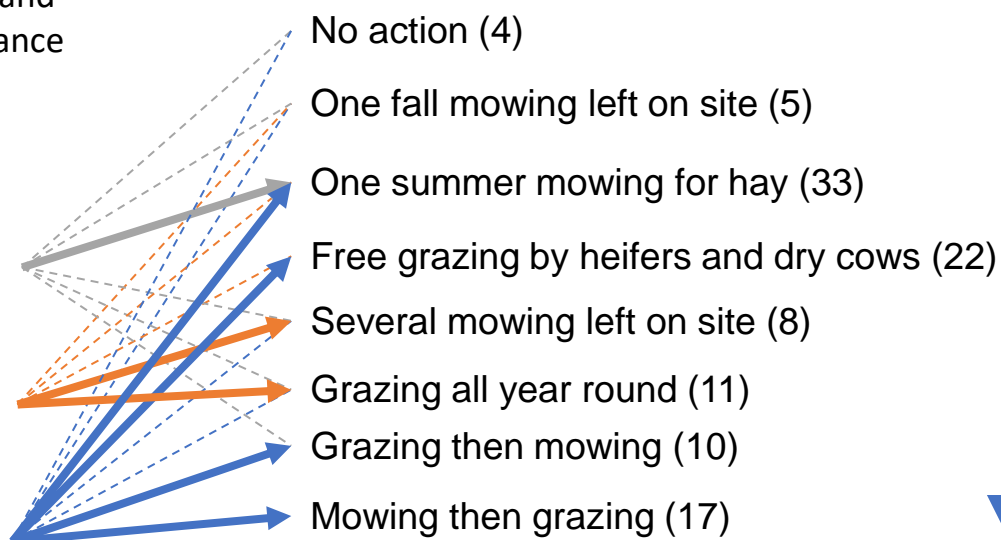 and
ance
No action (4)
One fall mowing left on site (5)
One summer mowing for hay (33)
Free grazing by heifers and dry cows (22)
Several mowing left on site (8)
Grazing all year round (11)
Grazing then mowing (10)
Mowing then grazing (17)